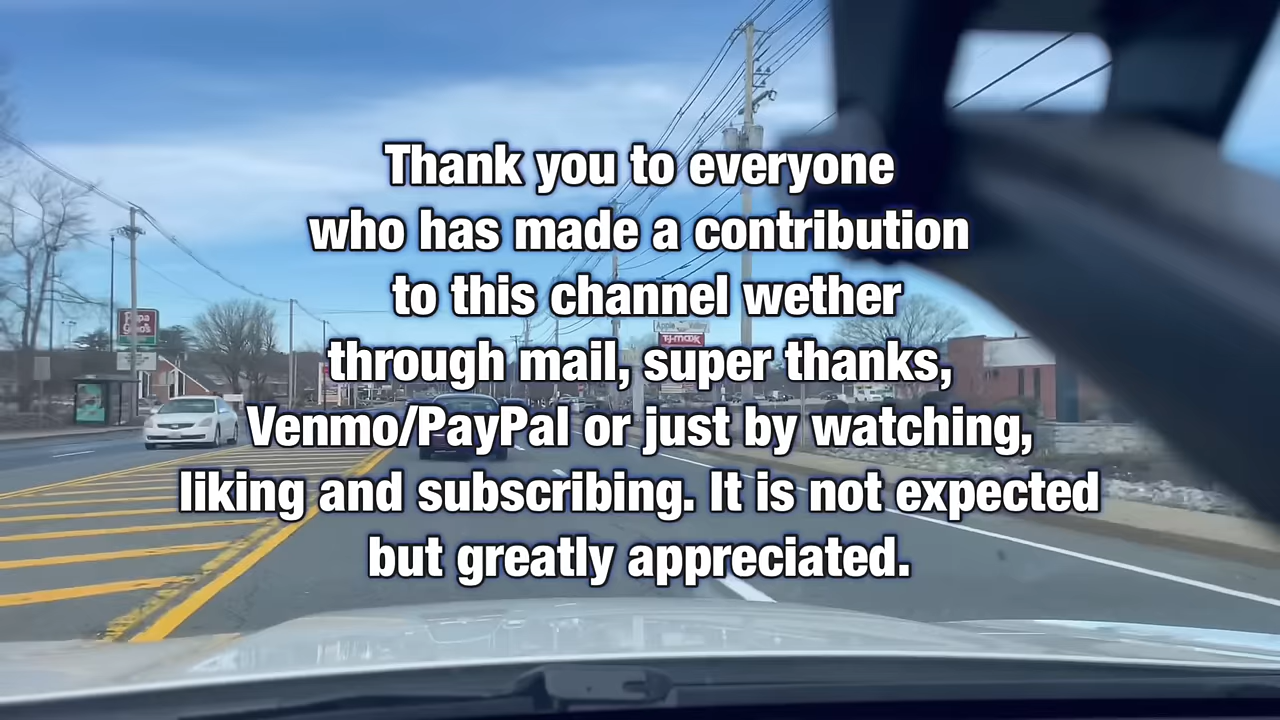 Thank you to everyone
who has made a contribution
to this channel wether
through mail, super thanks,
Venmo/PayPal or just by watching,
liking and subscribing. It is not expected
but greatly appreciated.
Papa
Gino's
T.J.maxx